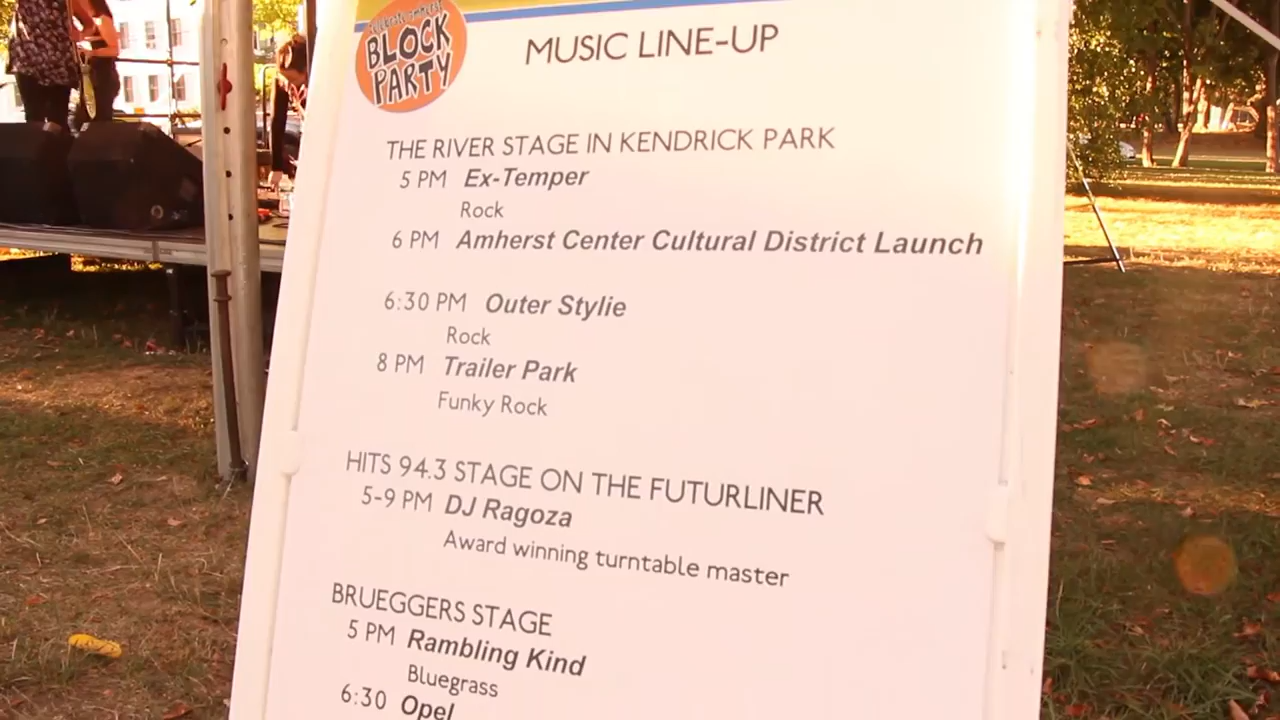 Celebrate Amherst
BLOCK
PARTY
MUSIC LINE-UP
THE RIVER STAGE IN KENDRICK PARK
5 PM Ex-Temper
Rock
6 PM Amherst Center Cultural District Launch
6:30 PM Outer Stylie
Rock
8 PM Trailer Park
Funky Rock
HITS 94.3 STAGE ON THE FUTURLINER
5-9 PM DJ Ragoza
Award winning turntable master
BRUEGGERS STAGE
5 PM Rambling Kind
Bluegrass
6:30 Opel